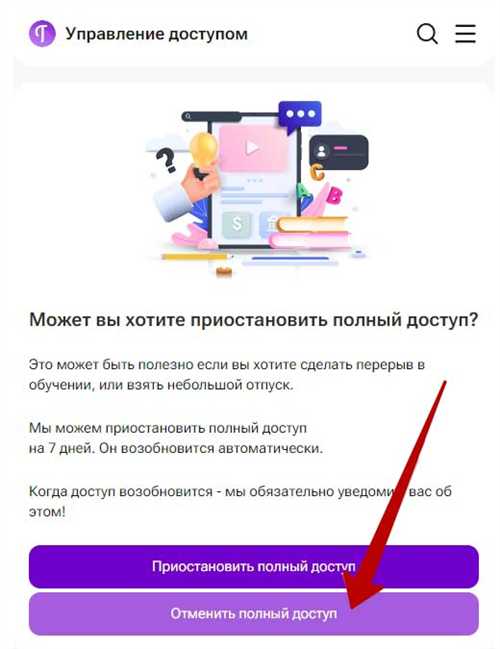 Управление доступом
?
A
B
C
$
Может вы хотите приостановить полный доступ?
Это может быть полезно если вы хотите сделать перерыв в
обучении, или взять небольшой отпуск.
Мы можем приостановить полный доступ
на 7 дней. Он возобновится автоматически.
Когда доступ возобновится - мы обязательно уведомим вас об
этом!
Приостановить полный доступ
Отменить полный доступ